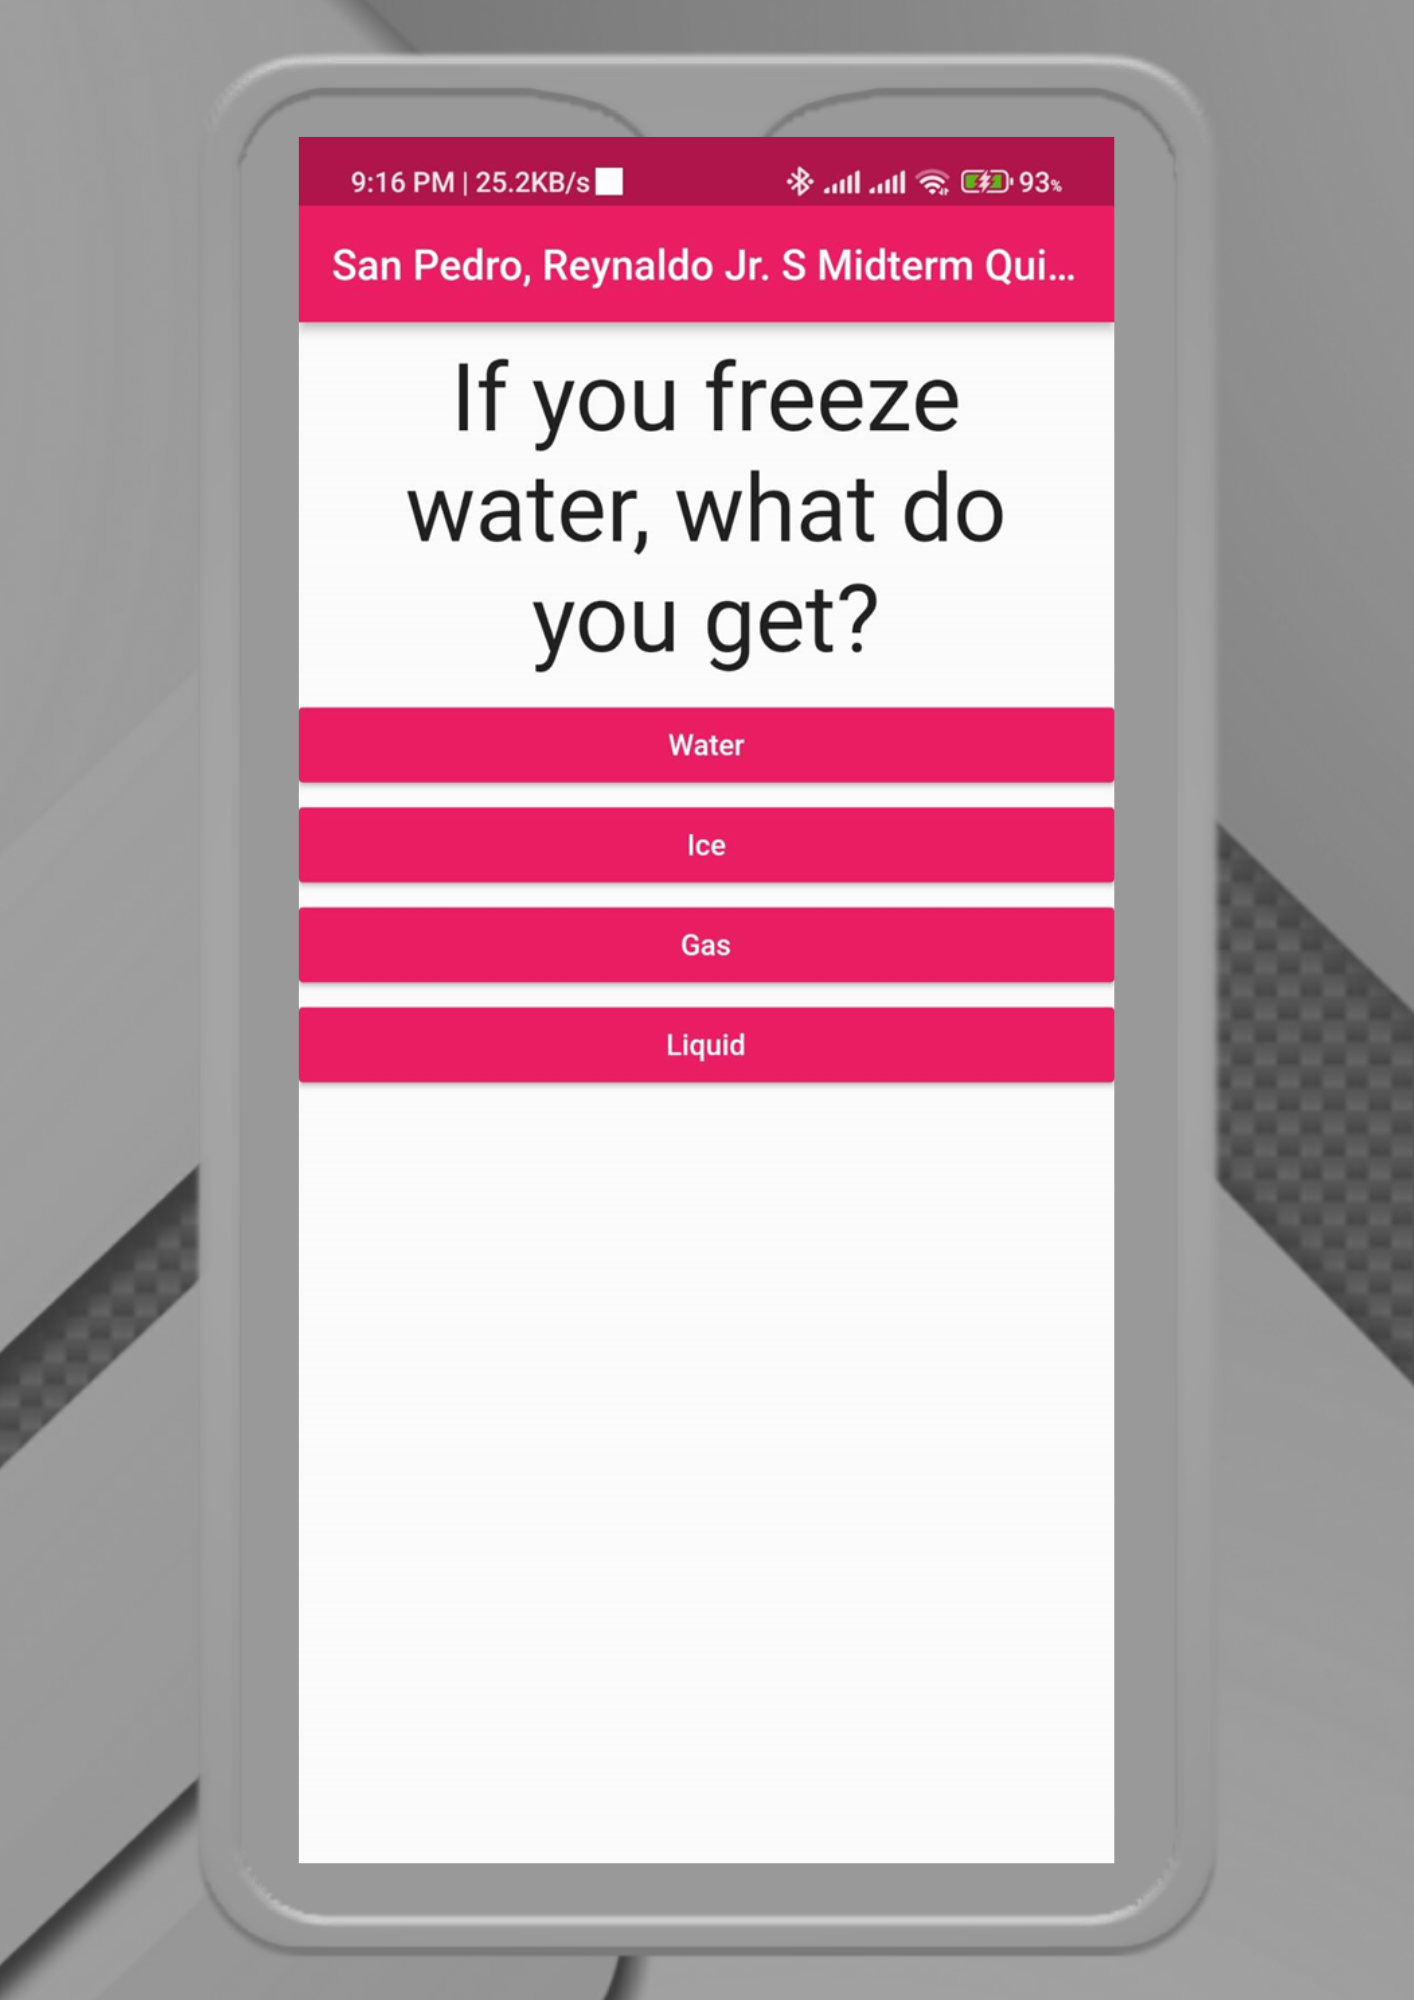 9:16 PM | 25.2KB/s 93%
San Pedro, Reynaldo Jr. S Midterm Qui...
If you freeze
water, what do
you get?
Water
Ice
Gas
Liquid